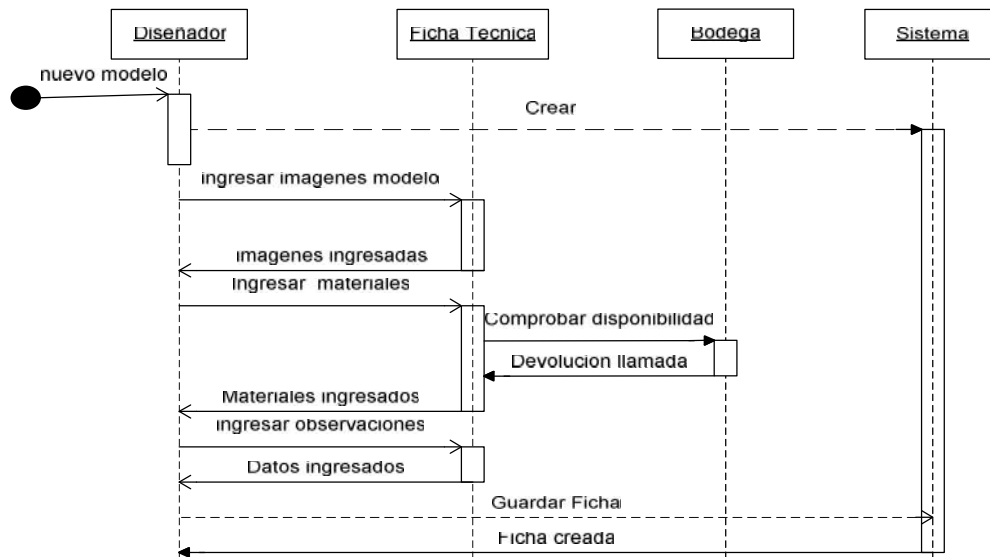 Diseñador
Ficha Tecnica
Bodega
Sistema
nuevo modelo
Crear
ingresar imagenes modelo
Imagenes ingresadas
Ingresar materiales
Comprobar disponibilidad
Devolucion llamada
Materiales ingresados
ingresar observaciones
Datos ingresados
Guardar Ficha
Ficha creada